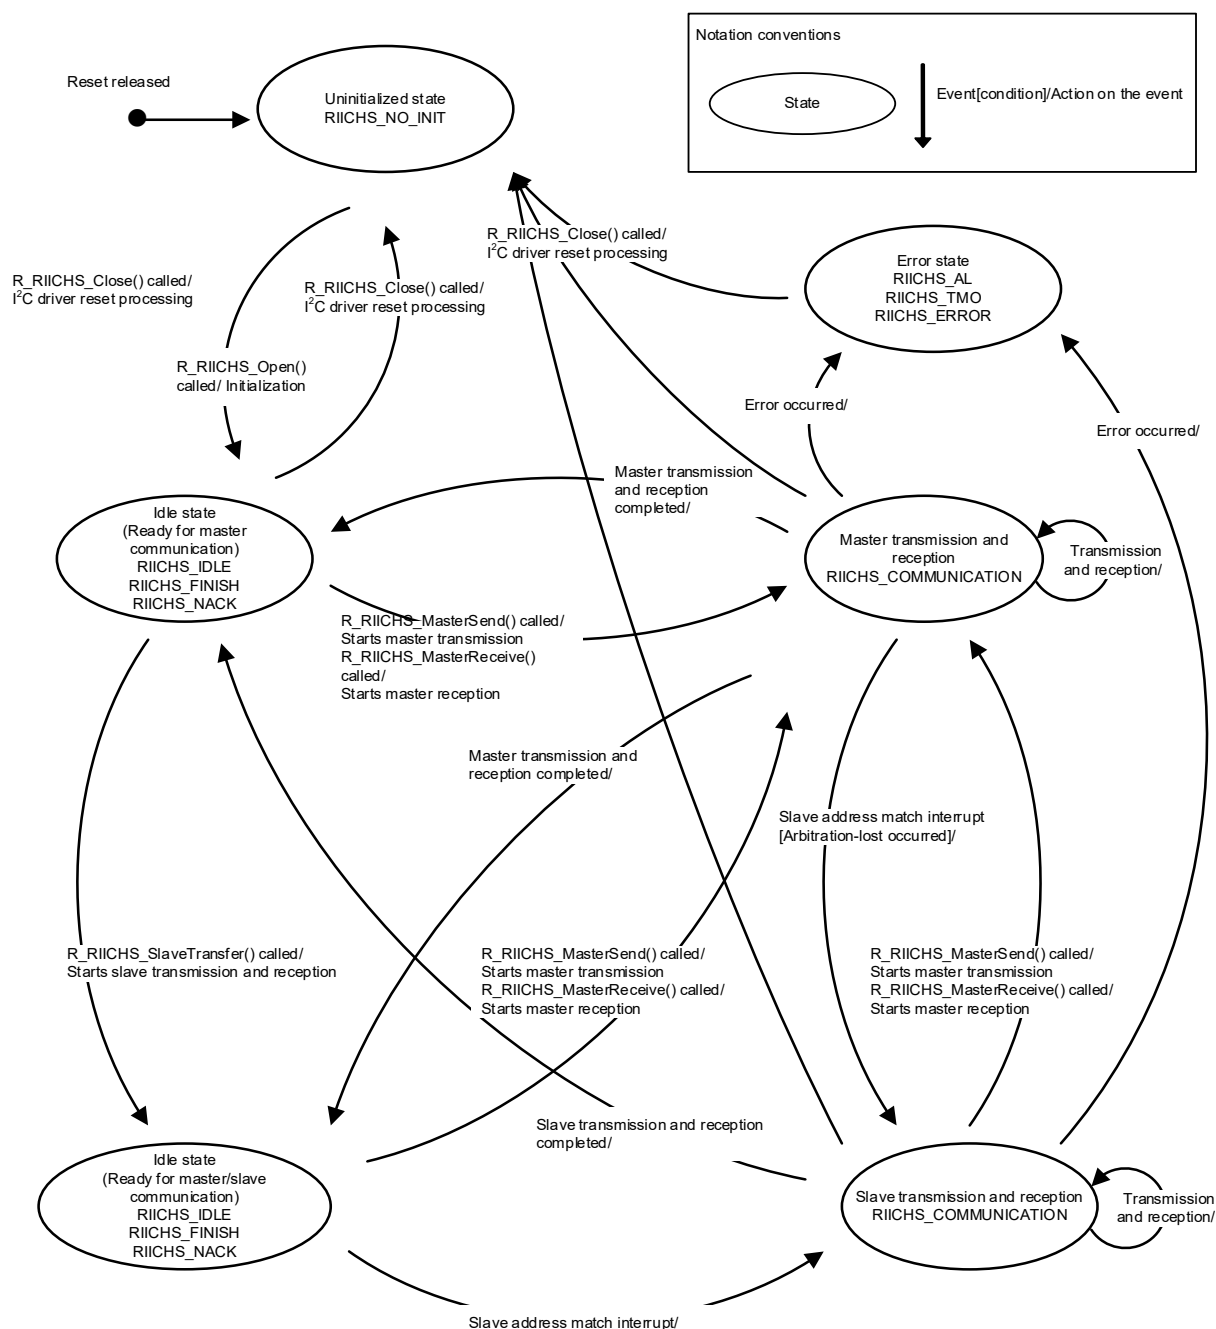 Notation conventions
State
Event[condition]/Action on the event
Reset released
Uninitialized state
RIICHS_NO_INIT
R_RIICHS_Close() called/
I2C driver reset processing
R_RIICHS_Close() called/
I2C driver reset processing
R_RIICHS_Close() called/
I2C driver reset processing
Error state
RIICHS_AL
RIICHS_TMO
RIICHS_ERROR
R_RIICHS_Open()
called/ Initialization
Error occurred/
Error occurred/
Master transmission
and reception
completed/
Idle state
(Ready for master
communication)
RIICHS_IDLE
RIICHS_FINISH
RIICHS_NACK
Master transmission and
reception
RIICHS_COMMUNICATION
Transmission
and reception/
R_RIICHS_MasterSend() called/
Starts master transmission
R_RIICHS_MasterReceive()
called/
Starts master reception
Master transmission and
reception completed/
Slave address match interrupt
[Arbitration-lost occurred]/
R_RIICHS_SlaveTransfer() called/
Starts slave transmission and reception
R_RIICHS_MasterSend() called/
Starts master transmission
R_RIICHS_MasterReceive() called/
Starts master reception
R_RIICHS_MasterSend() called/
Starts master transmission
R_RIICHS_MasterReceive() called/
Starts master reception
Slave transmission and reception
completed/
Idle state
(Ready for master/slave
communication)
RIICHS_IDLE
RIICHS_FINISH
RIICHS_NACK
Slave transmission and reception
RIICHS_COMMUNICATION
Transmission
and reception/
Slave address match interrupt/